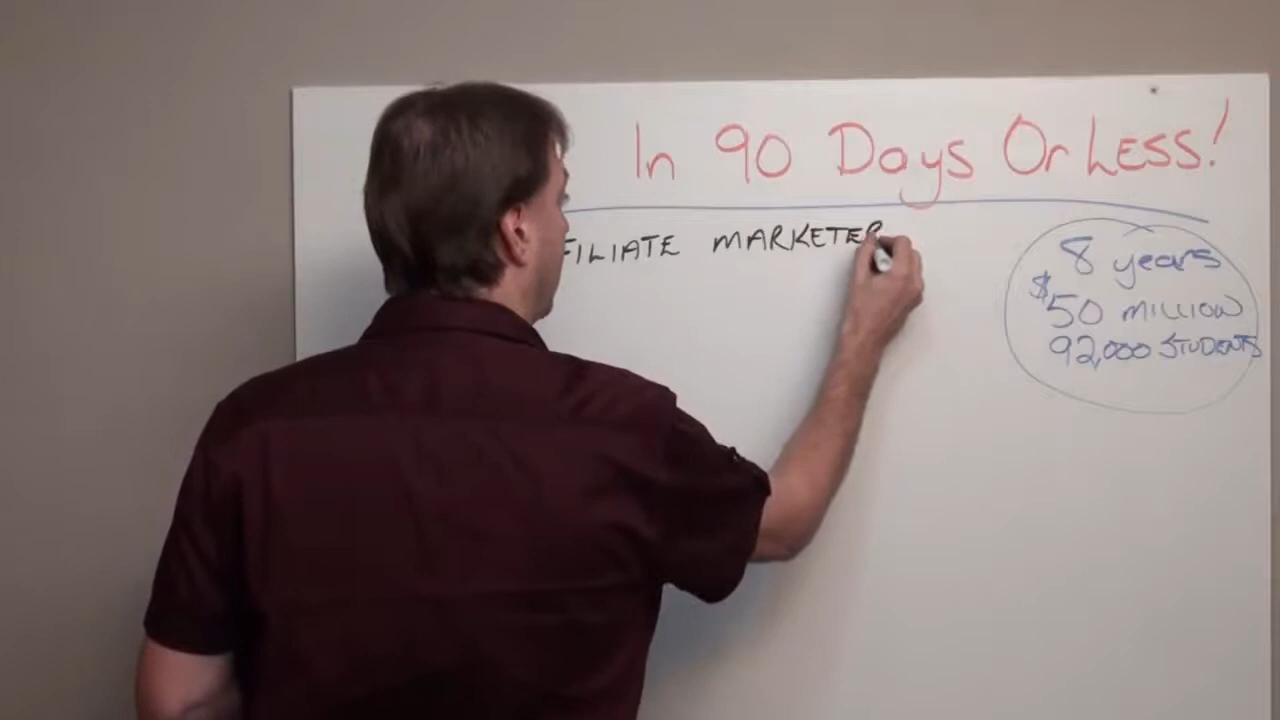 In 90 Days Or Less!
FILIATE MARKETER
8 years
$50 MILLION
92,000 STUDENTS